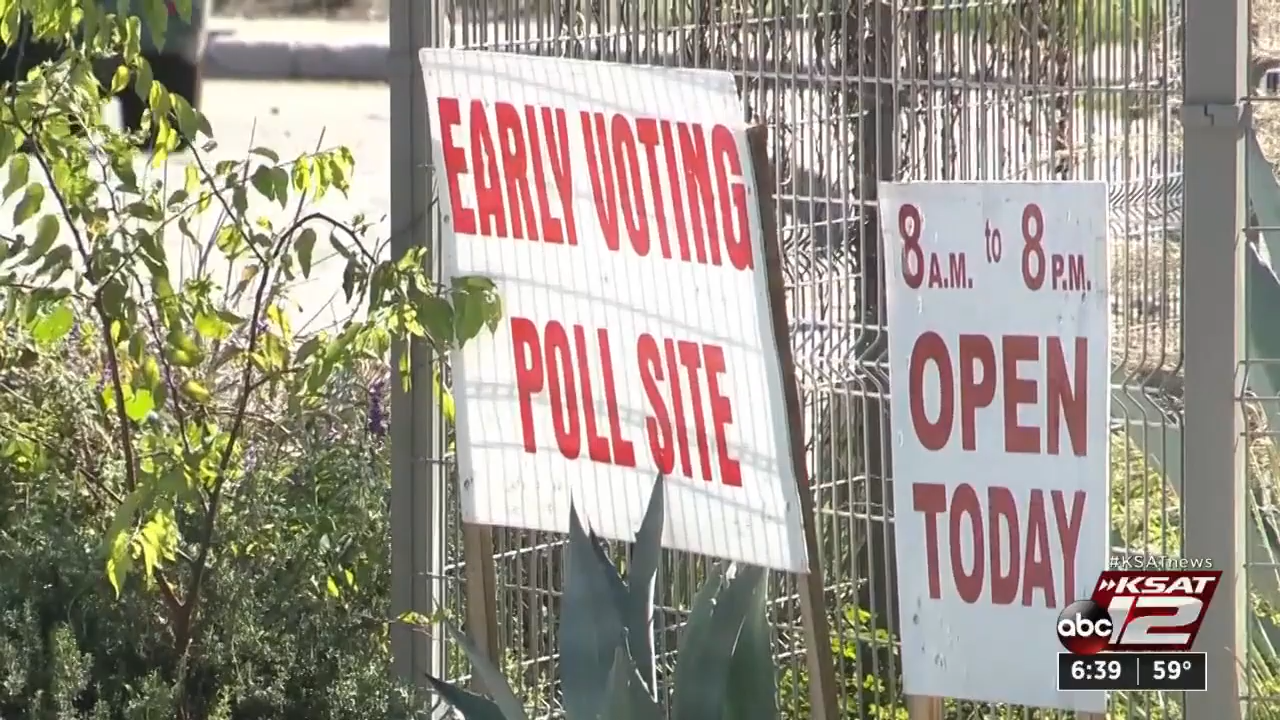 EARLY VOTING
POLL SITE
8 A.M. to 8 P.M.
OPEN
TODAY
#KSATnews
KSAT
abc 12
6:39 59°